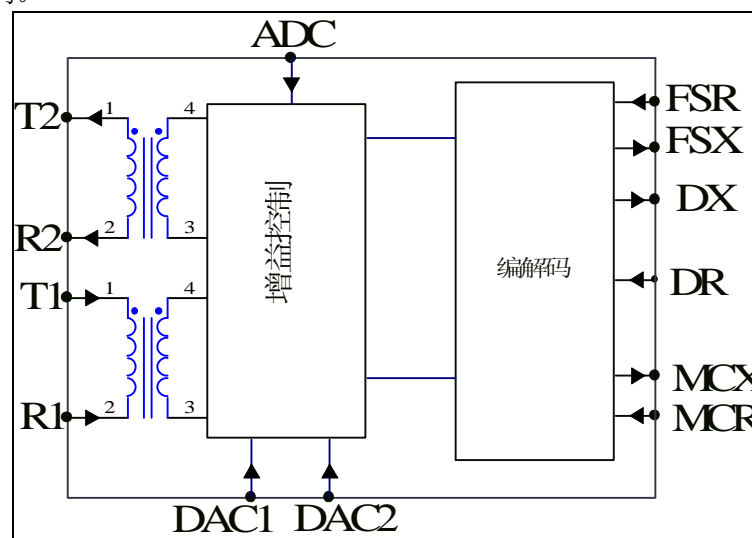 ADC
T2
1
4
R2
2
3
T1
1
4
R1
2
3
增益控制
编解码
FSR
FSX
DX
DR
MCX
MCR
DAC1
DAC2